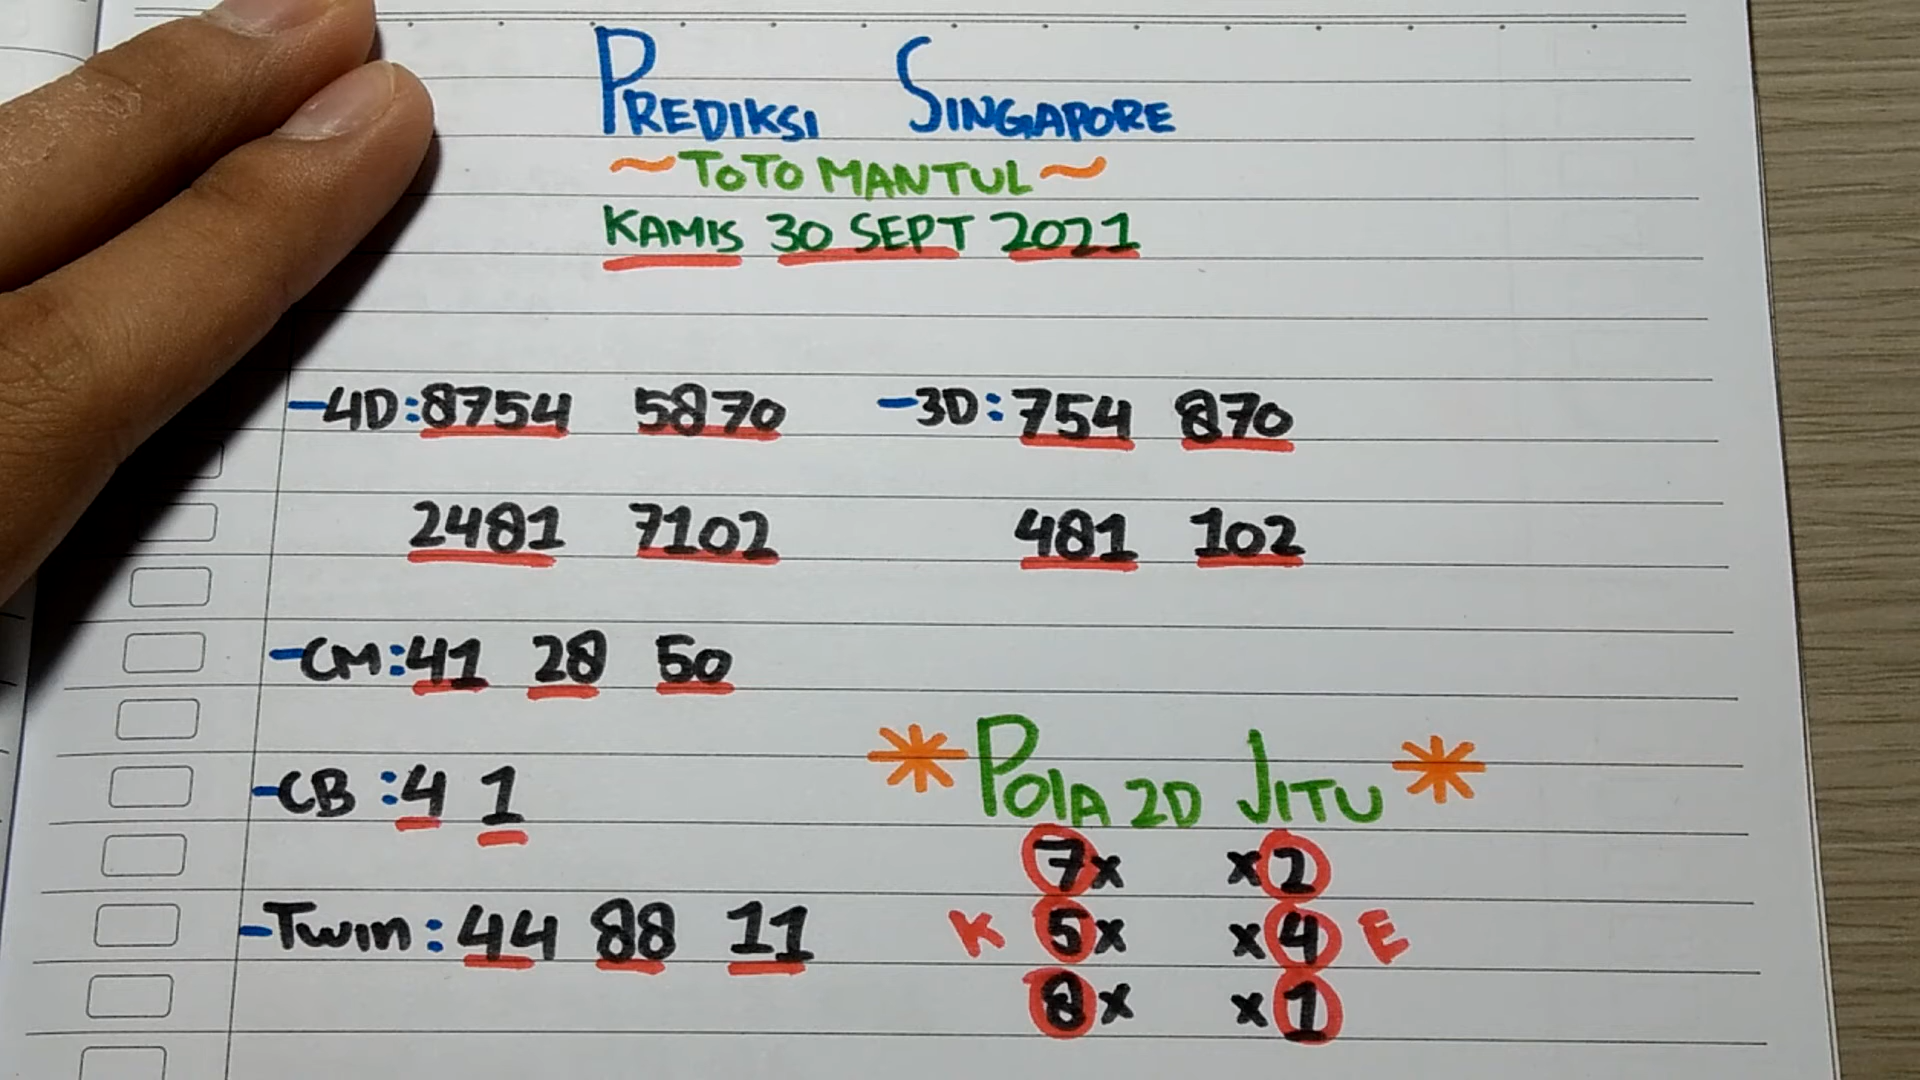 PREDIKSI SINGAPORE
~TOTO MANTUL~
KAMIS 30 SEPT 2021
-4D:8754 5870
2481 7102
-3D:754 870
481 102
-CM:41 28 50
-CB:4 1
-Twin:44 88 11
*POlA 2D JITU*
7x x2
K 5x x4 E
8x x1